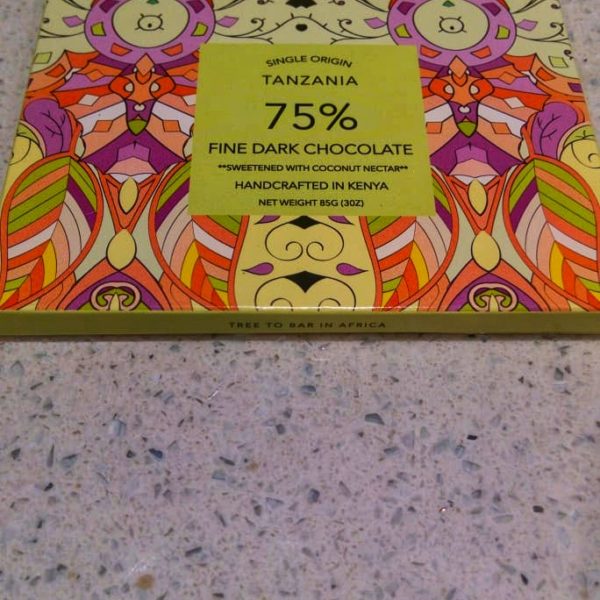 SINGLE ORIGIN
TANZANIA
75%
FINE DARK CHOCOLATE
**SWEETENED WITH COCONUT NECTAR**
HANDCRAFTED IN KENYA
NET WEIGHT 85G (3OZ)
TREE TO BAR IN AFRICA